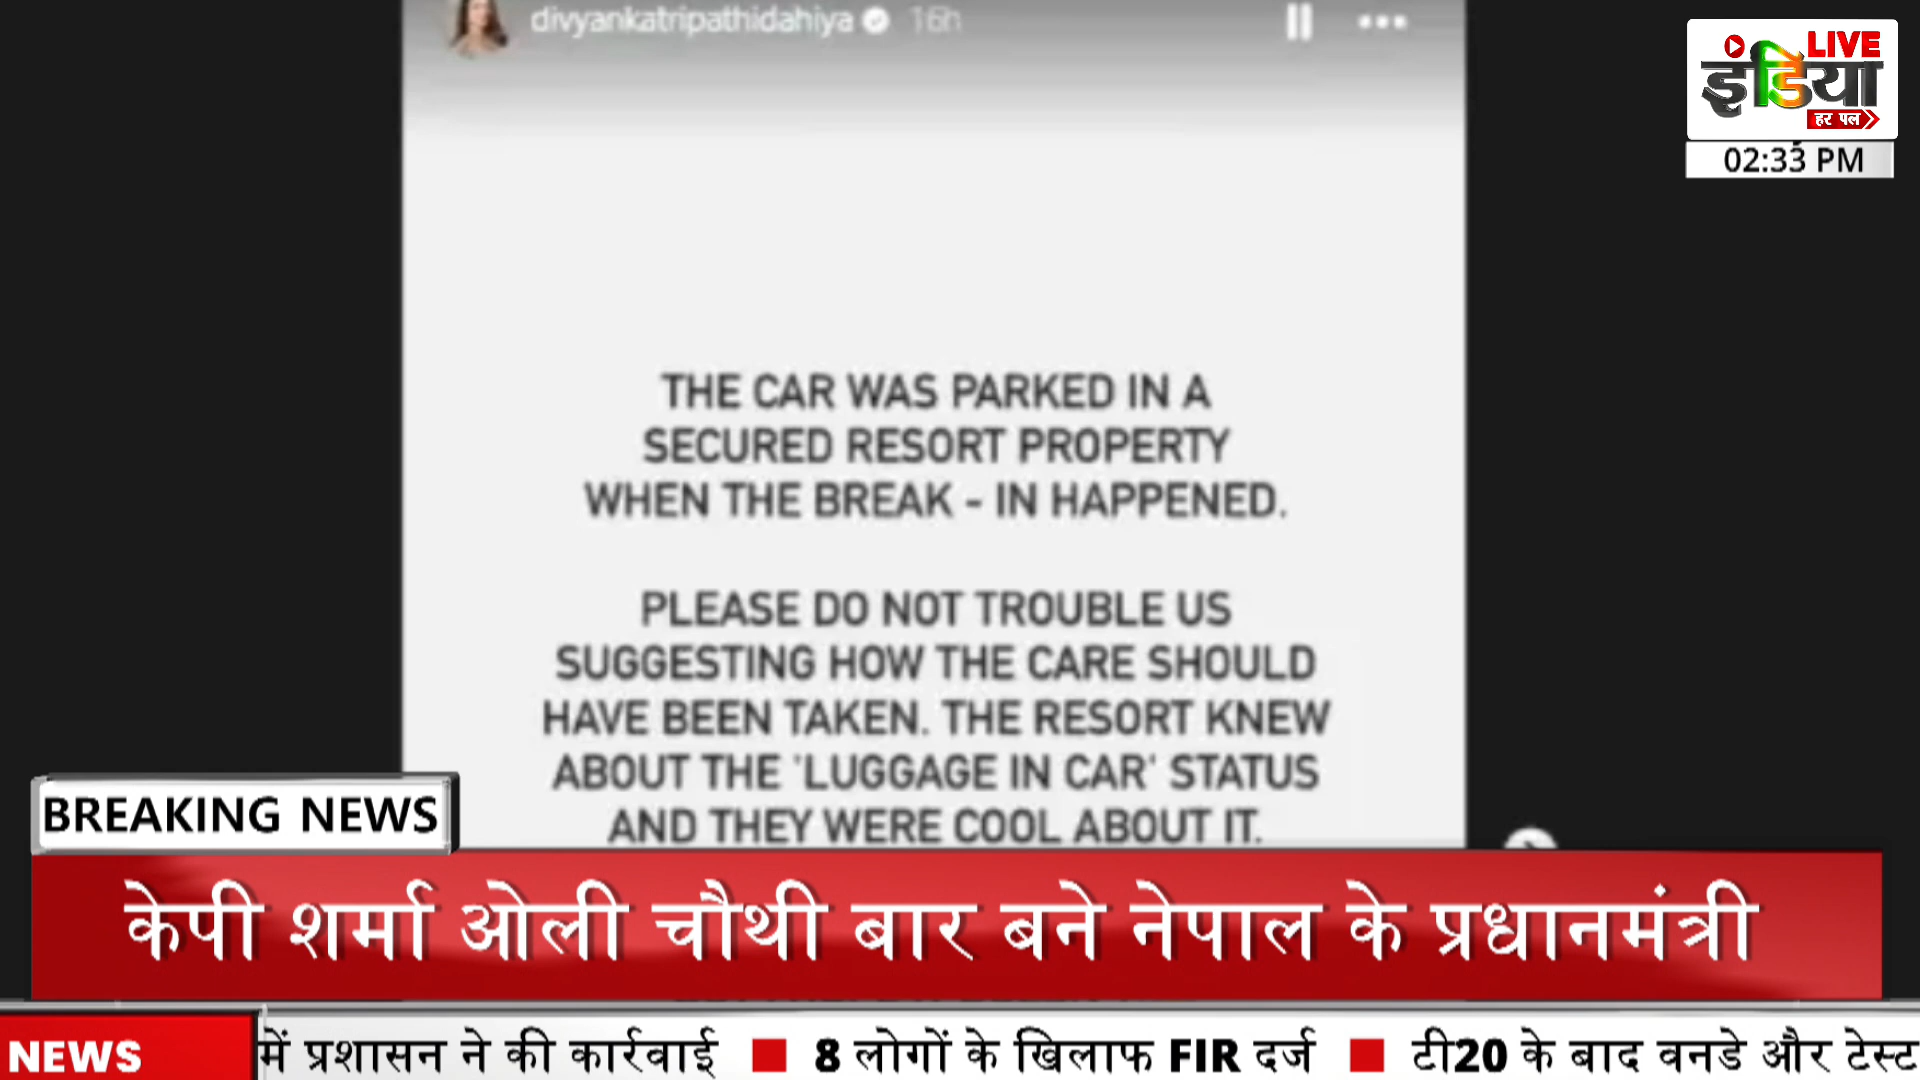 divyankatripathidahiya 16h
LIVE
इंडिया
हर पल
02:33 PM
THE CAR WAS PARKED IN A
SECURED RESORT PROPERTY
WHEN THE BREAK - IN HAPPENED.
PLEASE DO NOT TROUBLE US
SUGGESTING HOW THE CARE SHOULD
HAVE BEEN TAKEN. THE RESORT KNEW
ABOUT THE 'LUGGAGE IN CAR' STATUS
AND THEY WERE COOL ABOUT IT.
BREAKING NEWS
केपी शर्मा ओली चौथी बार बने नेपाल के प्रधानमंत्री
NEWS में प्रशासन ने की कार्रवाई ■ 8 लोगों के खिलाफ FIR दर्ज ■ टी20 के बाद वनडे और टेस्ट